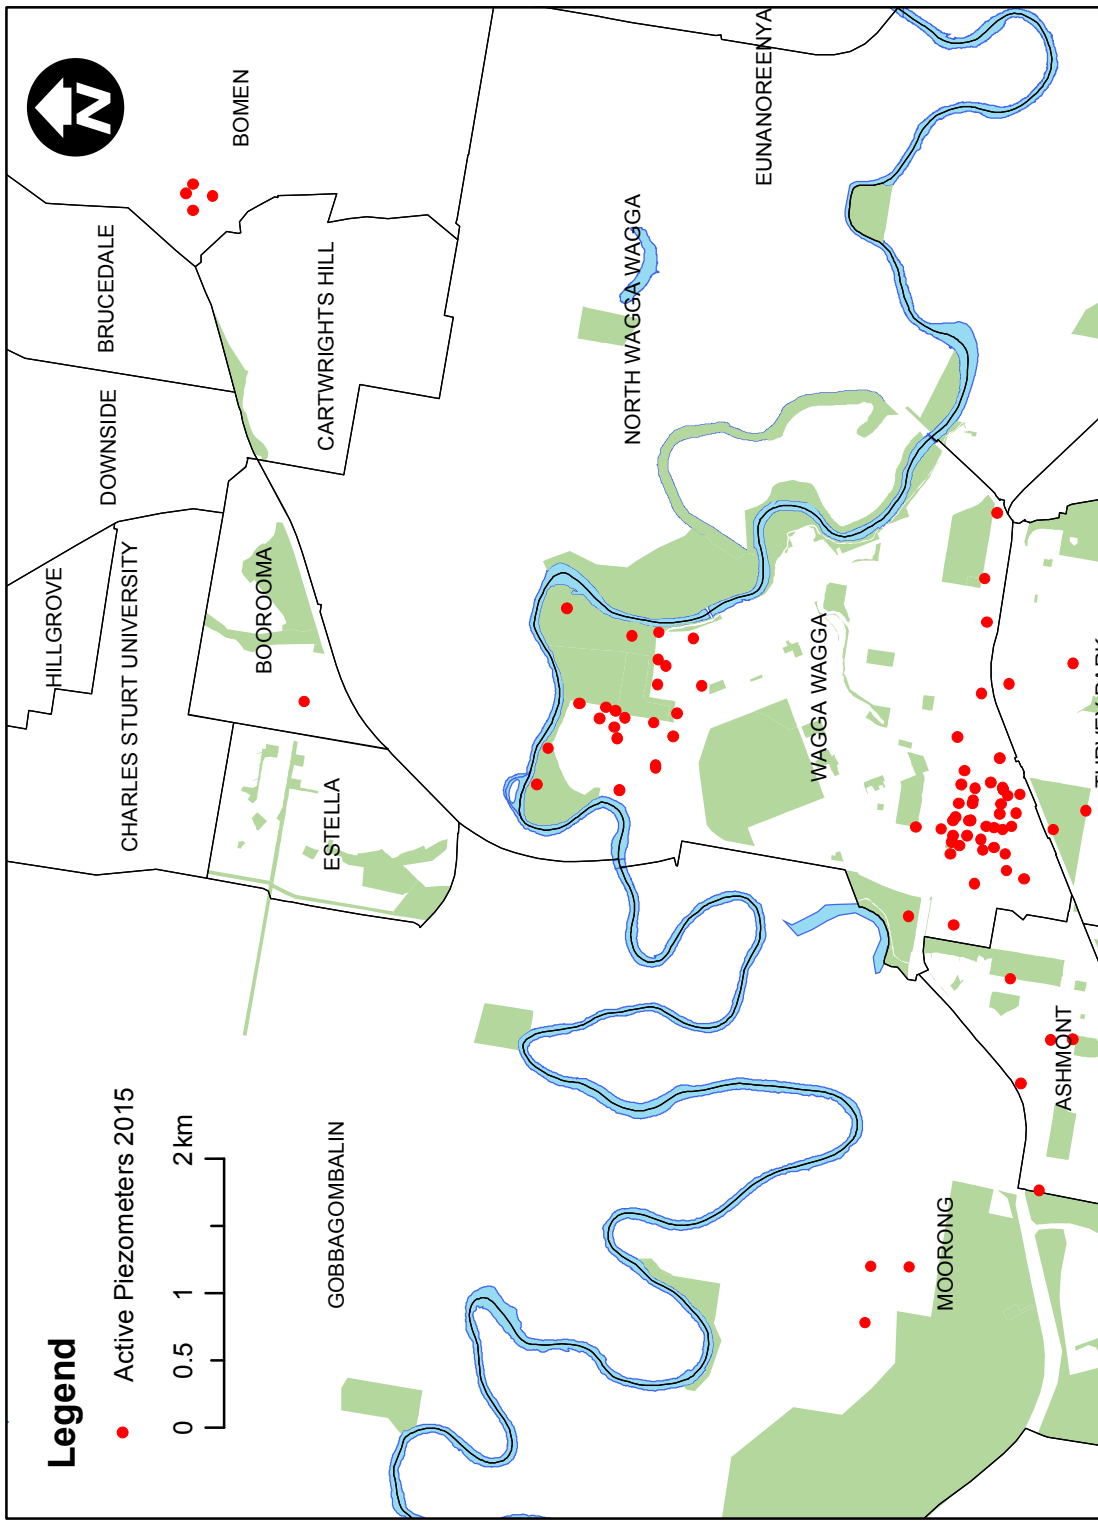 Legend
HILLGROVE
N
Active Piezometers 2015
CHARLES STURT UNIVERSITY
DOWNSIDE
BRUCEDALE
0 0.5 1 2km
BOMEN
BOROOMA
GOBBAGOMBALIN
ESTELLA
CARTWRIGHTS HILL
NORTH WAGGA WAGGA
EUNANOREENYA
WAGGA WAGGA
MOORONG
ASHMONT